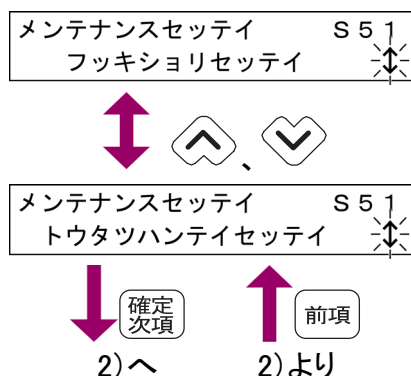 メンテナンスセッテイ S51
フッキショリセッテイ
、
メンテナンスセッテイ S51
トウタツハンテイセッテイ
確定
次項
前項
2)へ 2)より